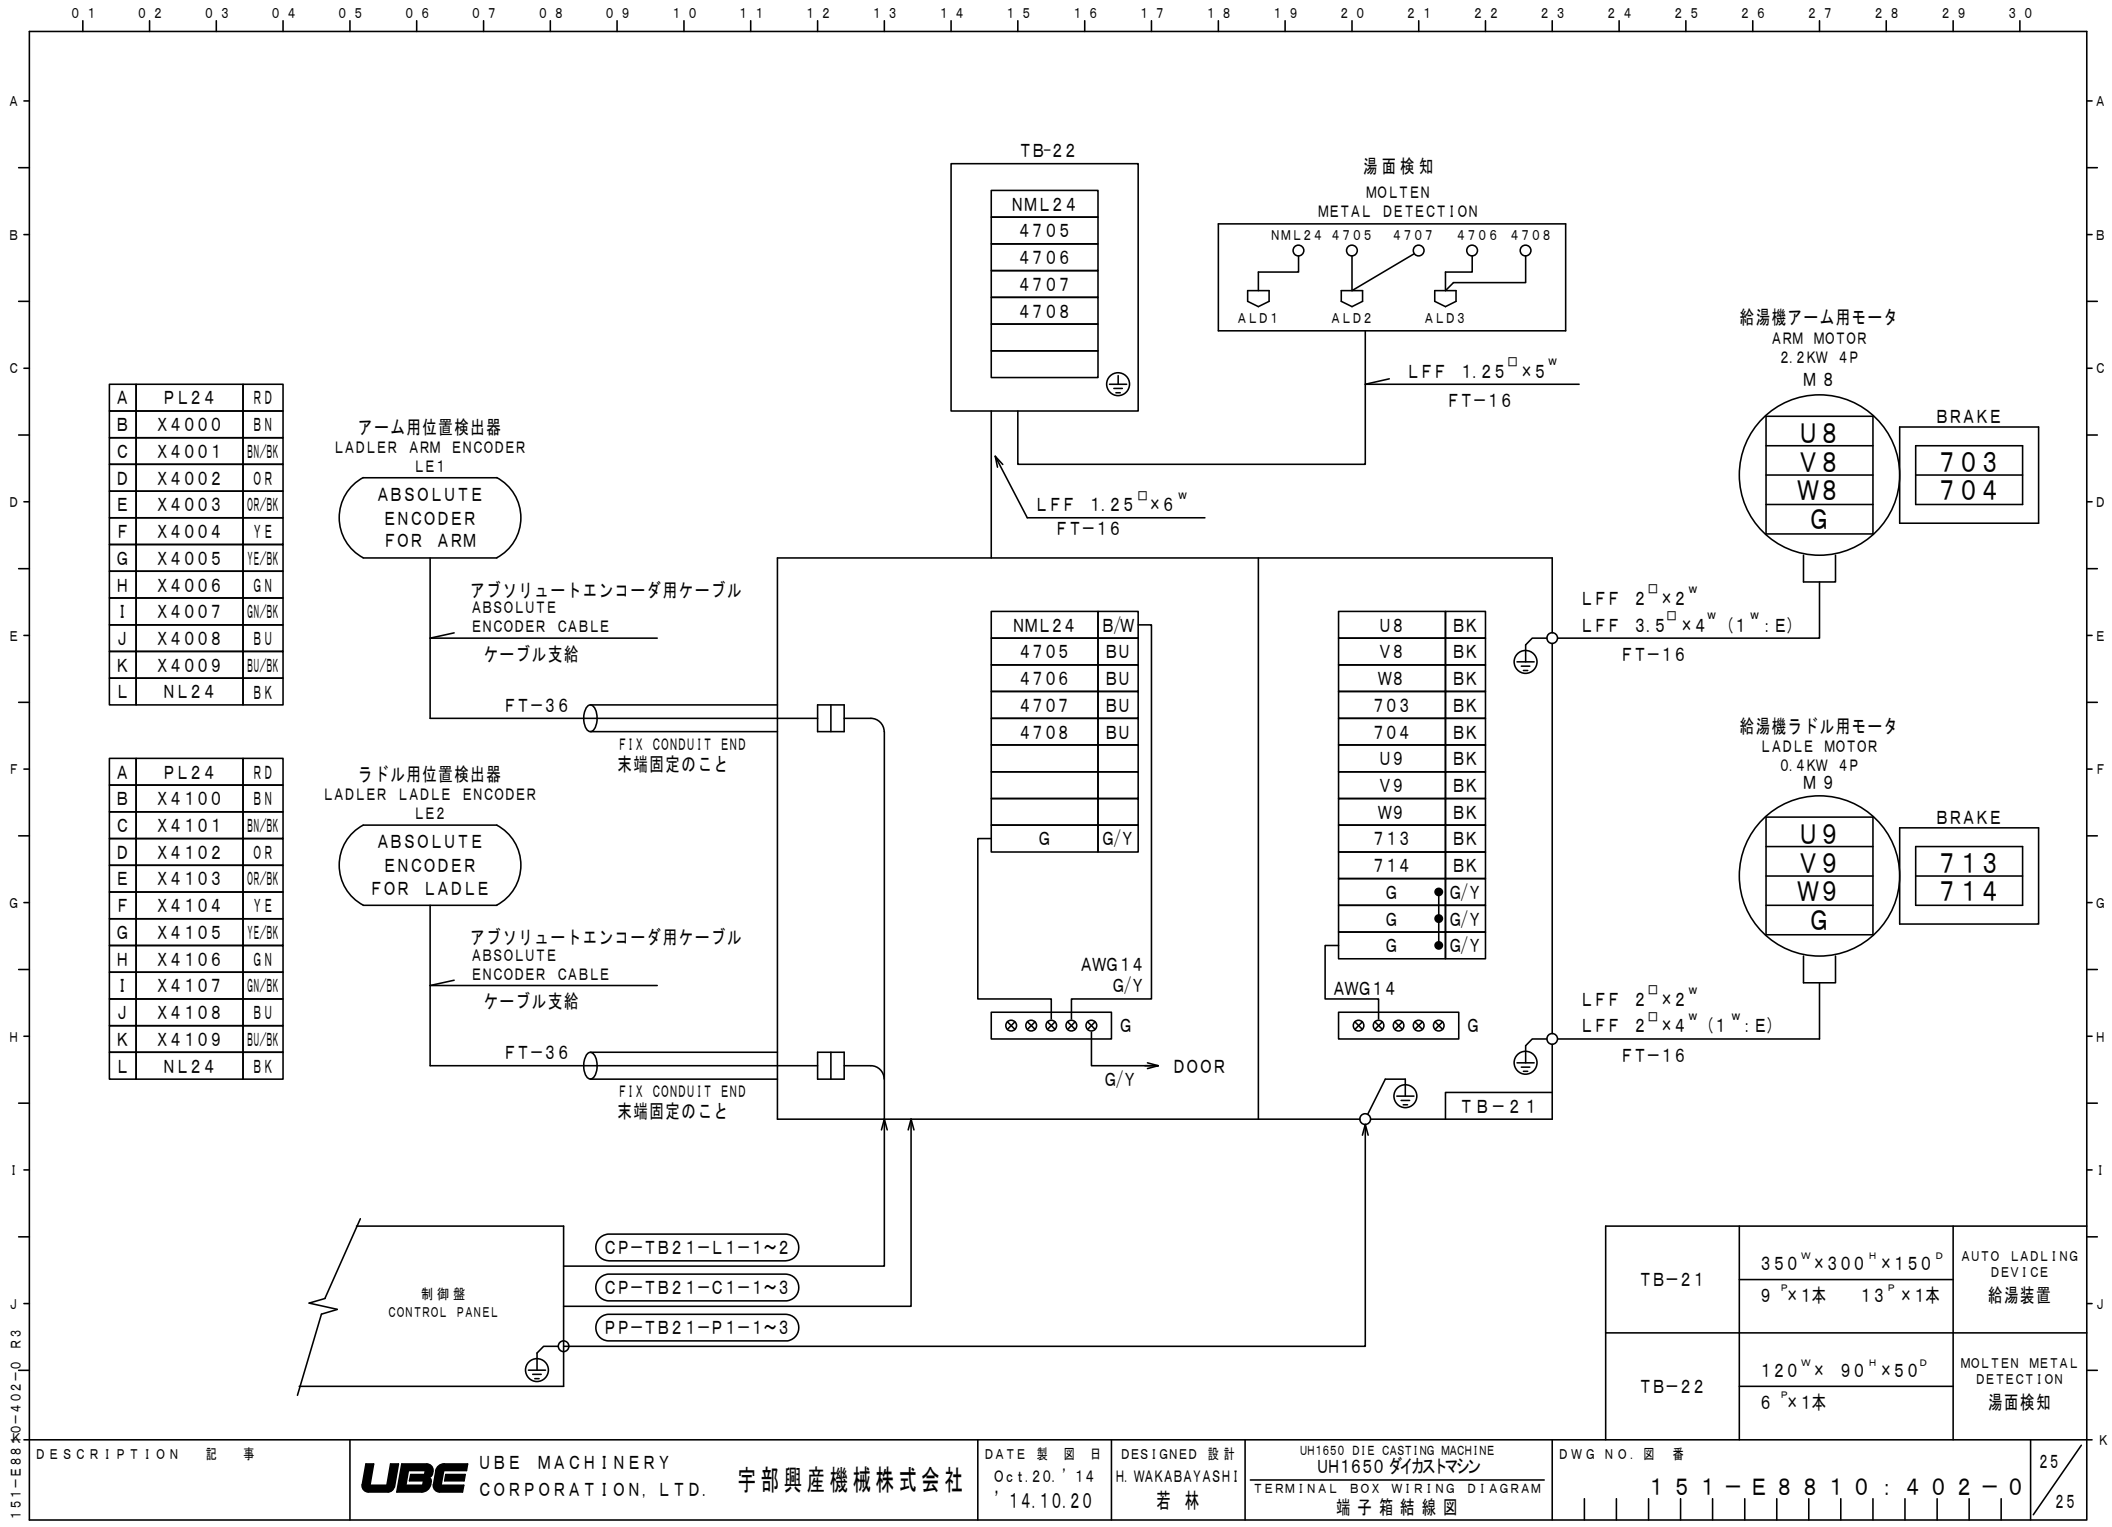 01 02 03 04 05 06 07 08 09 10 11 12 13 14 15 16 17 18 19 20 21 22 23 24 25 26 27 28 29 30
A
B
C
D
E
F
G
H
I
J
K
A
B
C
D
E
F
G
H
I
J
K
A PL24 RD
B X4000 BN
C X4001 BN/BK
D X4002 OR
E X4003 OR/BK
F X4004 YE
G X4005 YE/BK
H X4006 GN
I X4007 GN/BK
J X4008 BU
K X4009 BU/BK
L NL24 BK
A PL24 RD
B X4100 BN
C X4101 BN/BK
D X4102 OR
E X4103 OR/BK
F X4104 YE
G X4105 YE/BK
H X4106 GN
I X4107 GN/BK
J X4108 BU
K X4109 BU/BK
L NL24 BK
アーム用位置検出器
LADLER ARM ENCODER
LE1
ABSOLUTE
ENCODER
FOR ARM
アブソリュートエンコーダ用ケーブル
ABSOLUTE
ENCODER CABLE
ケーブル支給
FT-36
FIX CONDUIT END
末端固定のこと
ラドル用位置検出器
LADLER LADLE ENCODER
LE2
ABSOLUTE
ENCODER
FOR LADLE
アブソリュートエンコーダ用ケーブル
ABSOLUTE
ENCODER CABLE
ケーブル支給
FT-36
FIX CONDUIT END
末端固定のこと
TB-22
NML24
4705
4706
4707
4708
LFF 1.25□×6ᵂ
FT-16
湯面検知
MOLTEN
METAL DETECTION
NML24 4705 4707 4706 4708
ALD1 ALD2 ALD3
LFF 1.25□×5ᵂ
FT-16
NML24 B/W
4705 BU
4706 BU
4707 BU
4708 BU
G G/Y
AWG14
G/Y
G
DOOR
G/Y
U8 BK
V8 BK
W8 BK
703 BK
704 BK
U9 BK
V9 BK
W9 BK
713 BK
714 BK
G G/Y
G G/Y
G G/Y
AWG14
G
TB-21
給湯機アーム用モータ
ARM MOTOR
2.2KW 4P
M8
U8
V8
W8
G
BRAKE
703
704
LFF 2□×2ᵂ
LFF 3.5□×4ᵂ (1ᵂ:E)
FT-16
給湯機ラドル用モータ
LADLE MOTOR
0.4KW 4P
M9
U9
V9
W9
G
BRAKE
713
714
LFF 2□×2ᵂ
LFF 2□×4ᵂ (1ᵂ:E)
FT-16
制御盤
CONTROL PANEL
CP-TB21-L1-1~2
CP-TB21-C1-1~3
PP-TB21-P1-1~3
TB-21
350ᵂ×300ᴴ×150ᴰ
9ᴾ×1本 13ᴾ×1本
AUTO LADLING
DEVICE
給湯装置
TB-22
120ᵂ× 90ᴴ×50ᴰ
6ᴾ×1本
MOLTEN METAL
DETECTION
湯面検知
DESCRIPTION 記 事
UBE
UBE MACHINERY
CORPORATION, LTD.
宇部興産機械株式会社
DATE 製 図 日
Oct.20.'14
'14.10.20
DESIGNED 設計
H. WAKABAYASHI
若 林
UH1650 DIE CASTING MACHINE
UH1650 ダイカストマシン
TERMINAL BOX WIRING DIAGRAM
端子箱結線図
DWG NO. 図 番
151-E8810:402-0
25
25